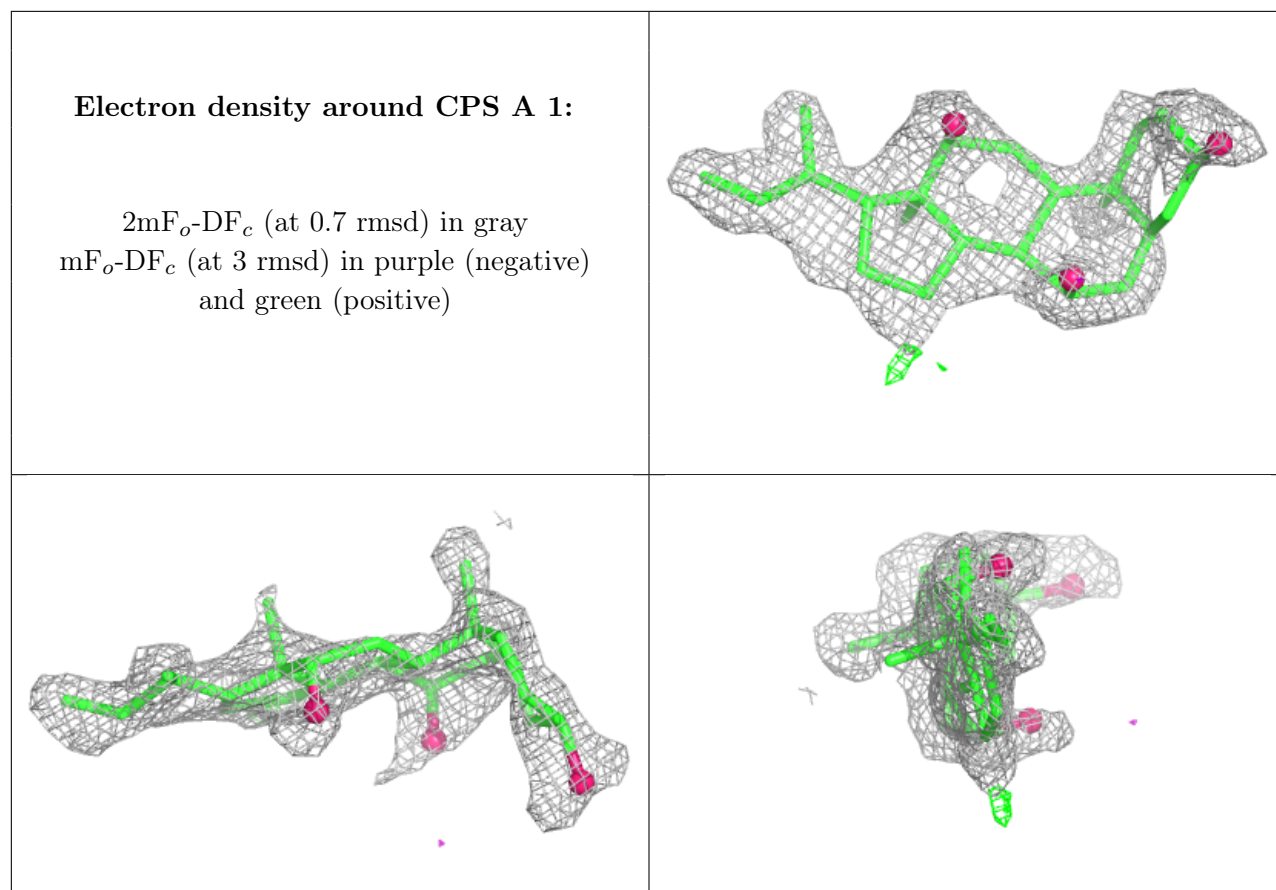 Electron density around CPS A 1:
2mFo-DFc (at 0.7 rmsd) in gray
mFo-DFc (at 3 rmsd) in purple (negative)
and green (positive)